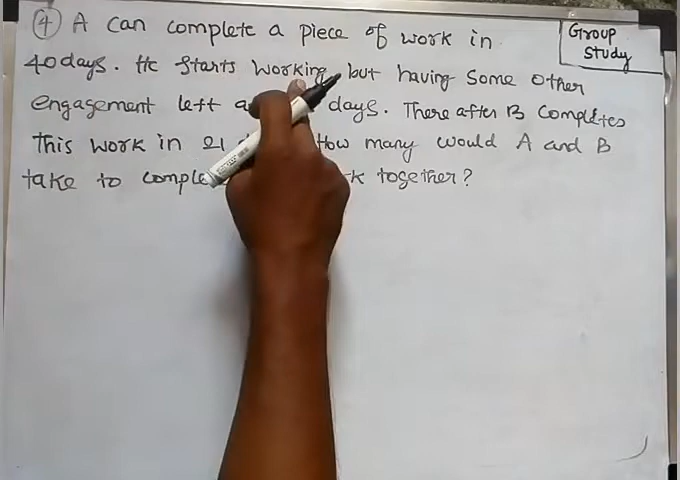 ④ A can complete a piece of work in
40days. He starts working but having some other
engagement left days. There after B completes
this work in 21 How many would A and B
take to together?
Group
study